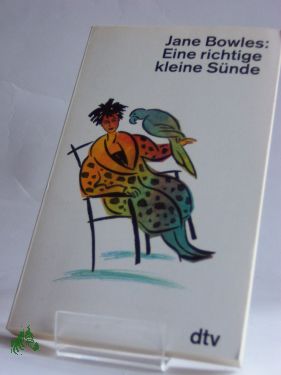 Jane Bowles:
Eine richtige
kleine Sünde
dtv